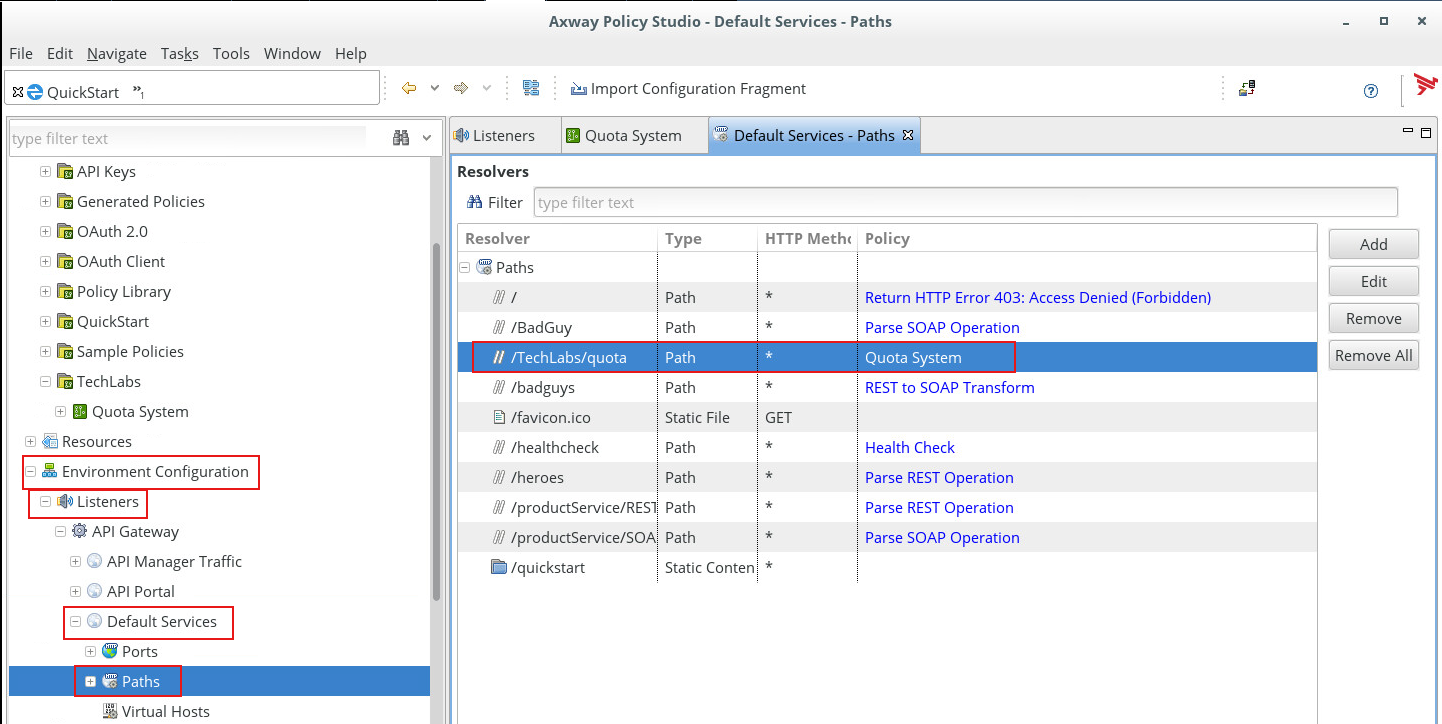 Axway Policy Studio - Default Services - Paths
File Edit Navigate Tasks Tools Window Help
QuickStart »1 Import Configuration Fragment
type filter text
API Keys
Generated Policies
OAuth 2.0
OAuth Client
Policy Library
QuickStart
Sample Policies
TechLabs
Quota System
Resources
Environment Configuration
Listeners
API Gateway
API Manager Traffic
API Portal
Default Services
Ports
Paths
Virtual Hosts
Listeners Quota System Default Services - Paths
Resolvers
Filter type filter text
Resolver Type HTTP Metho Policy
Paths
/ Path * Return HTTP Error 403: Access Denied (Forbidden)
/BadGuy Path * Parse SOAP Operation
/TechLabs/quota Path * Quota System
/badguys Path * REST to SOAP Transform
/favicon.ico Static File GET
/healthcheck Path * Health Check
/heroes Path * Parse REST Operation
/productService/REST Path * Parse REST Operation
/productService/SOA Path * Parse SOAP Operation
/quickstart Static Conten *
Add
Edit
Remove
Remove All